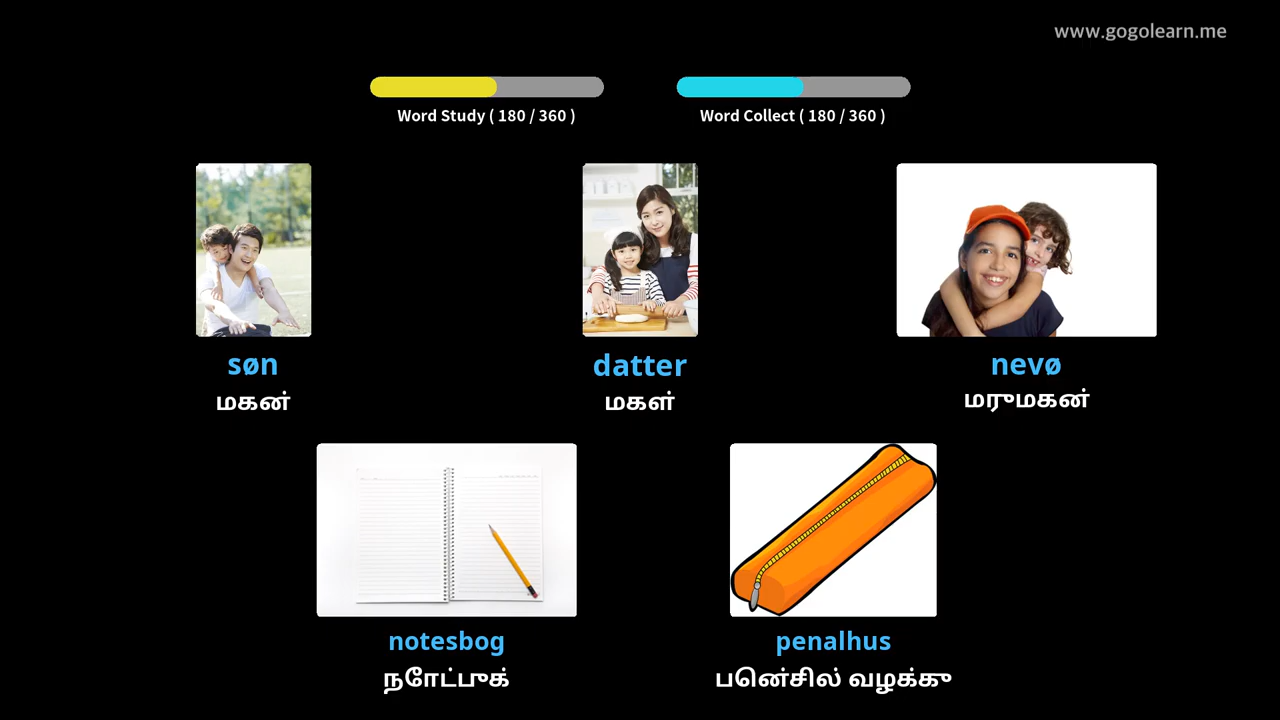 www.gogolearn.me
Word Study ( 180 / 360 )
Word Collect ( 180 / 360 )
søn
மகன்
datter
மகள்
nevø
மருமகன்
notesbog
நோட்புக்
penalhus
பென்சில் வழக்கு